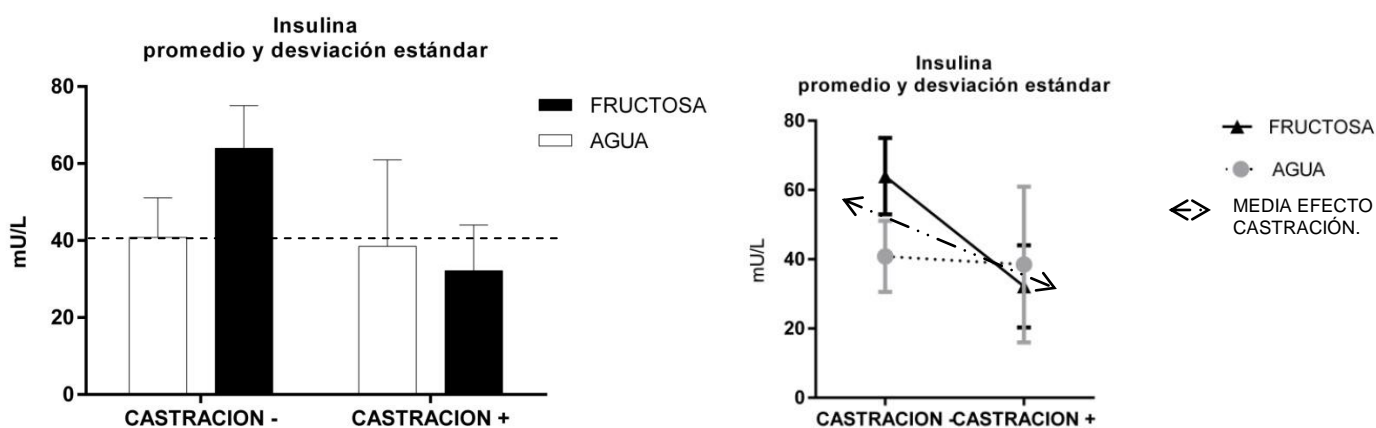 Insulina
promedio y desviación estándar
80
60
40
20
0
mU/L
CASTRACION -
CASTRACION +
FRUCTOSA
AGUA
Insulina
promedio y desviación estándar
80
60
40
20
0
mU/L
CASTRACION -
CASTRACION +
FRUCTOSA
AGUA
MEDIA EFECTO
CASTRACIÓN.